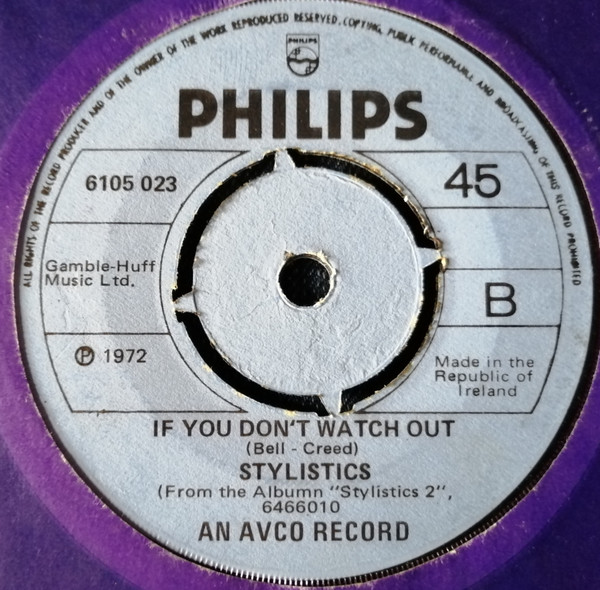 ALL RIGHTS OF THE RECORD PRODUCER AND OF THE OWNER OF THE WORK REPRODUCED RESERVED. COPYING, PUBLIC PERFORMANCE AND BROADCASTING OF THIS RECORD PROHIBITED
PHILIPS
PHILIPS
6105 023
45
Gamble-Huff
Music Ltd.
B
Ⓟ 1972
Made in the
Republic of
Ireland
IF YOU DON'T WATCH OUT
(Bell - Creed)
STYLISTICS
(From the Albumn "Stylistics 2",
6466010
AN AVCO RECORD